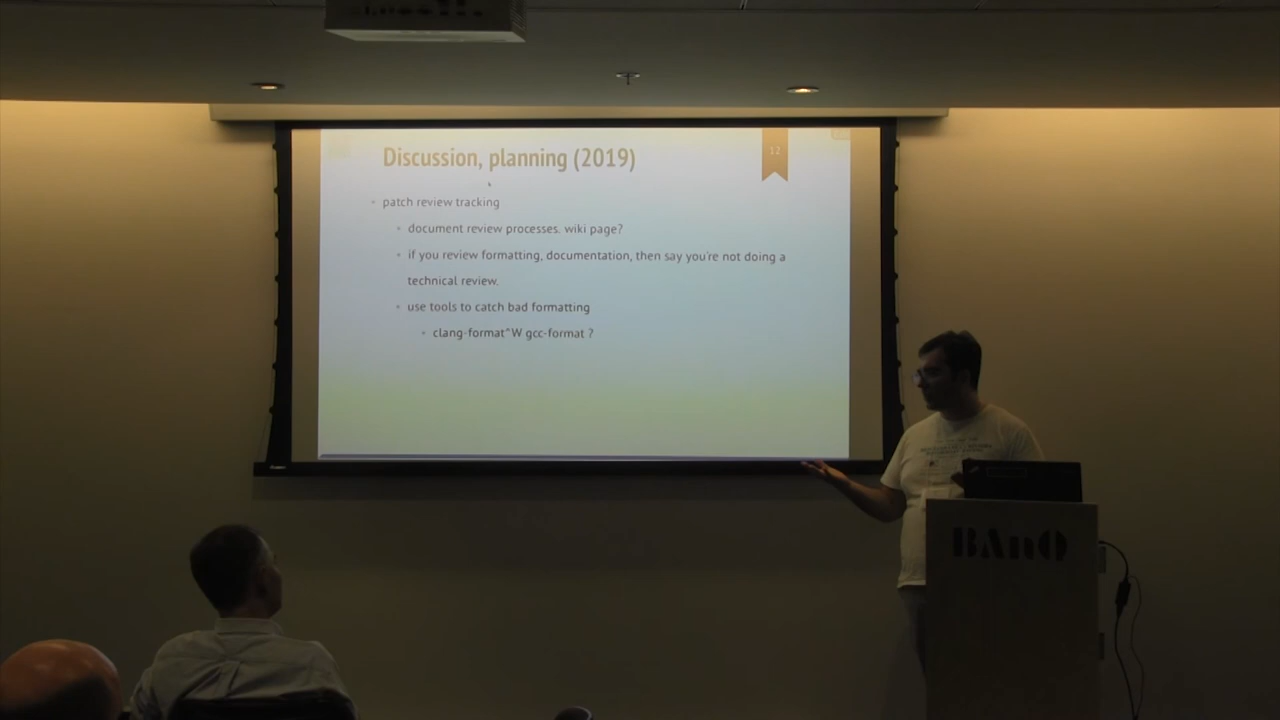 Discussion, planning (2019)
12
patch review tracking
document review processes. wiki page?
if you review formatting, documentation, then say you're not doing a
technical review.
use tools to catch bad formatting
clang-format^W gcc-format ?
BAnQ